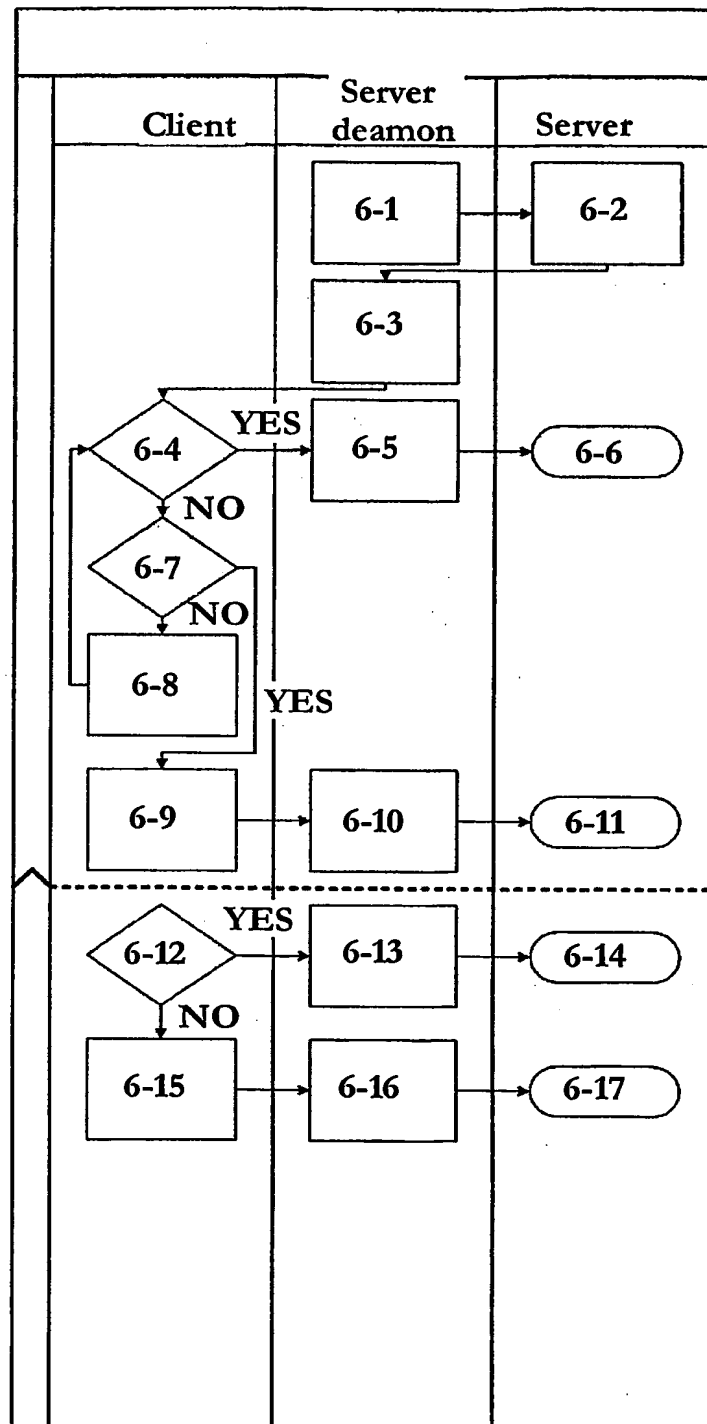 Client
Server
deamon
Server
6-1
6-2
6-3
6-4
YES
6-5
6-6
NO
6-7
NO
6-8
YES
6-9
6-10
6-11
YES
6-12
6-13
6-14
NO
6-15
6-16
6-17